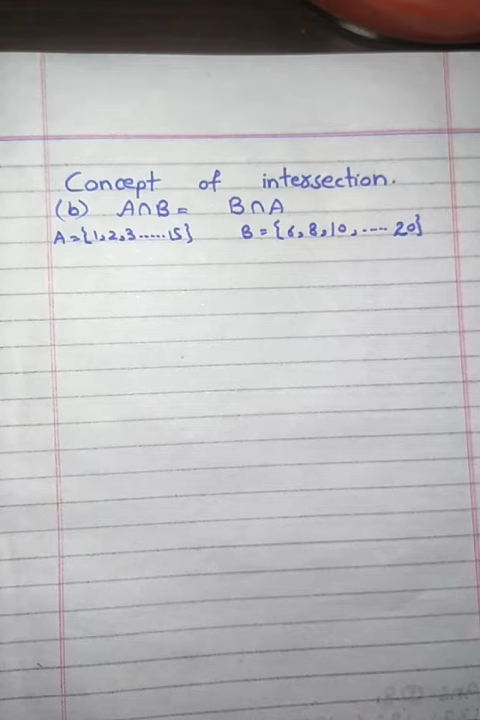 Concept of intersection.
(b) A∩B = B∩A
A={1,2,3......15} B={6,8,10,.... 20}